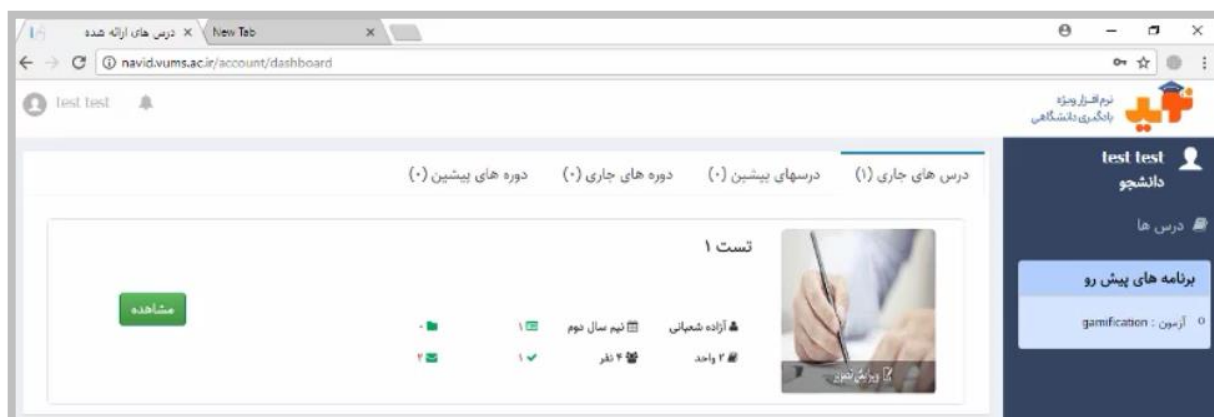 درس های ارائه شده
New Tab
navid.vums.ac.ir/account/dashboard
test test
نوید
نرم افزار ویژه
یادگیری دانشگاهی
test test
دانشجو
درس ها
برنامه های پیش رو
آزمون : gamification
درس های جاری (۱)
درسهای پیشین (۰)
دوره های جاری (۰)
دوره های پیشین (۰)
تست ۱
آزاده شعبانی
نیم سال دوم
۱
۰
۲ واحد
۴ نفر
۱
۲
مشاهده
ویرایش تصویر